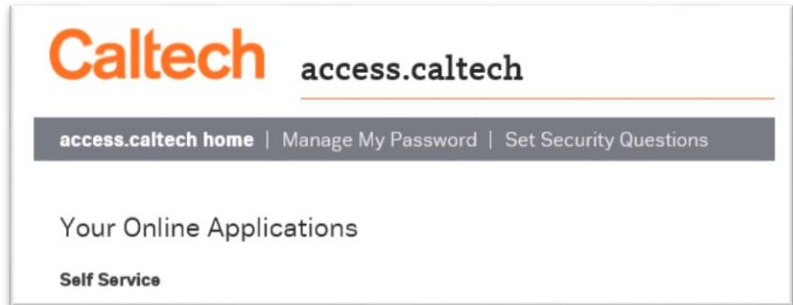 Caltech access.caltech
access.caltech home | Manage My Password | Set Security Questions
Your Online Applications
Self Service